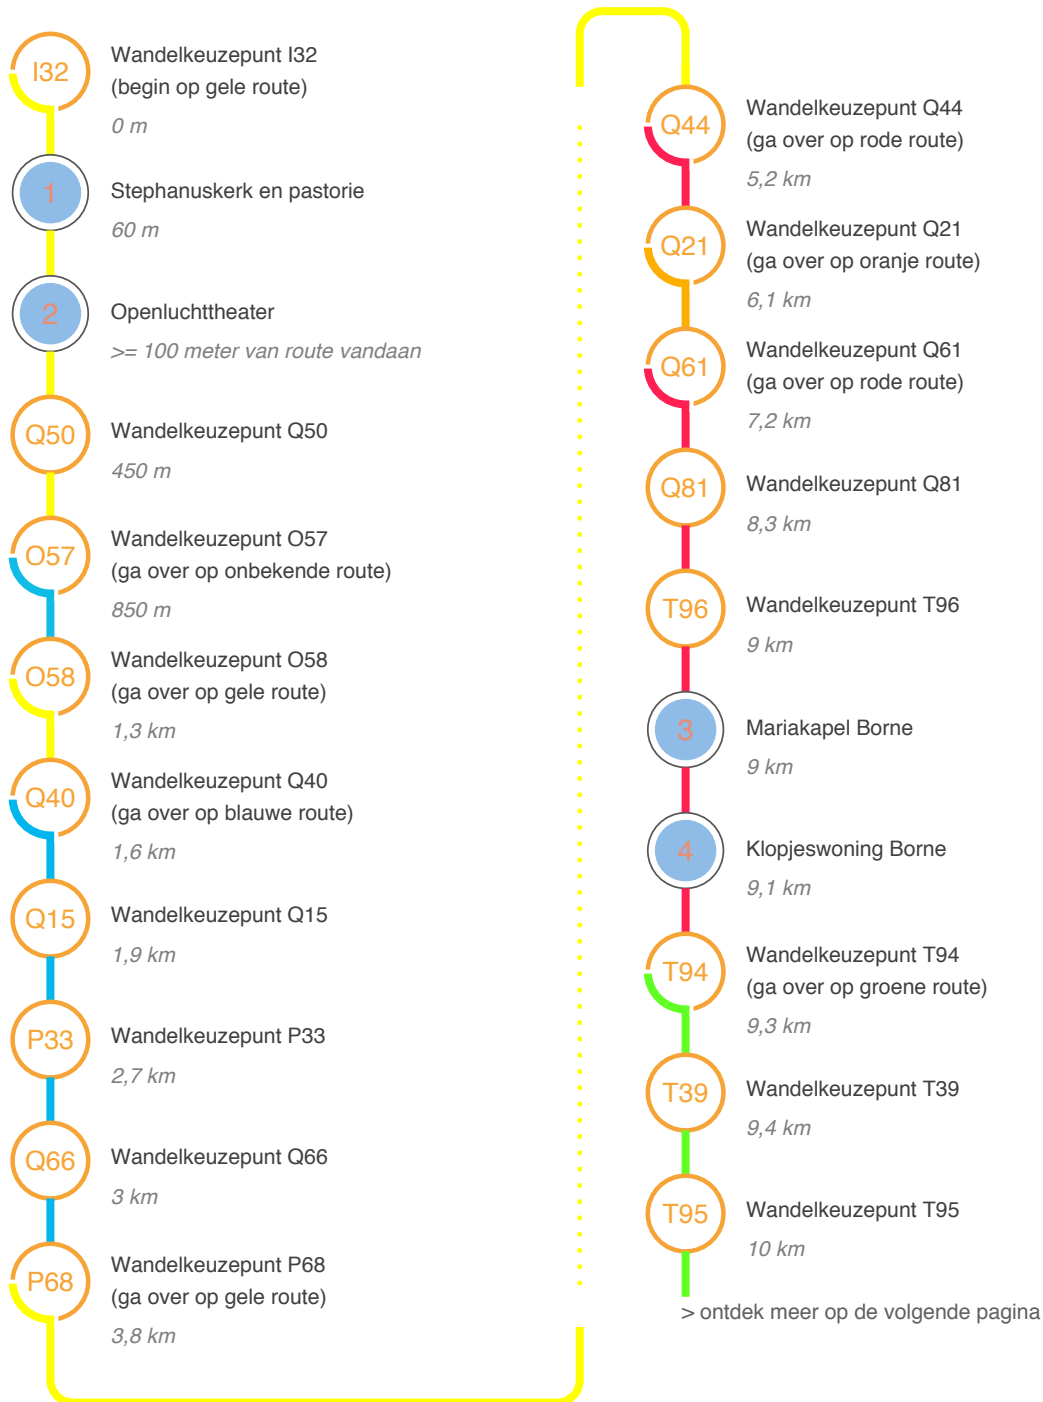 I32
Wandelkeuzepunt I32
(begin op gele route)
0 m
1
Stephanuskerk en pastorie
60 m
2
Openluchttheater
>= 100 meter van route vandaan
Q50
Wandelkeuzepunt Q50
450 m
O57
Wandelkeuzepunt O57
(ga over op onbekende route)
850 m
O58
Wandelkeuzepunt O58
(ga over op gele route)
1,3 km
Q40
Wandelkeuzepunt Q40
(ga over op blauwe route)
1,6 km
Q15
Wandelkeuzepunt Q15
1,9 km
P33
Wandelkeuzepunt P33
2,7 km
Q66
Wandelkeuzepunt Q66
3 km
P68
Wandelkeuzepunt P68
(ga over op gele route)
3,8 km
Q44
Wandelkeuzepunt Q44
(ga over op rode route)
5,2 km
Q21
Wandelkeuzepunt Q21
(ga over op oranje route)
6,1 km
Q61
Wandelkeuzepunt Q61
(ga over op rode route)
7,2 km
Q81
Wandelkeuzepunt Q81
8,3 km
T96
Wandelkeuzepunt T96
9 km
3
Mariakapel Borne
9 km
4
Klopjeswoning Borne
9,1 km
T94
Wandelkeuzepunt T94
(ga over op groene route)
9,3 km
T39
Wandelkeuzepunt T39
9,4 km
T95
Wandelkeuzepunt T95
10 km
> ontdek meer op de volgende pagina